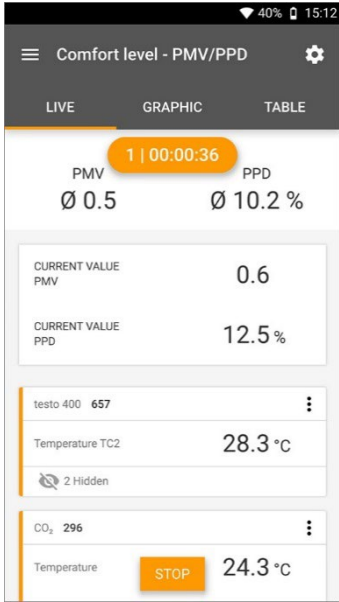 40% 15:12
Comfort level - PMV/PPD
LIVE GRAPHIC TABLE
1 | 00:00:36
PMV PPD
Ø 0.5 Ø 10.2 %
CURRENT VALUE
PMV 0.6
CURRENT VALUE
PPD 12.5 %
testo 400 657
Temperature TC2 28.3 °C
2 Hidden
CO₂ 296
Temperature STOP 24.3 °C